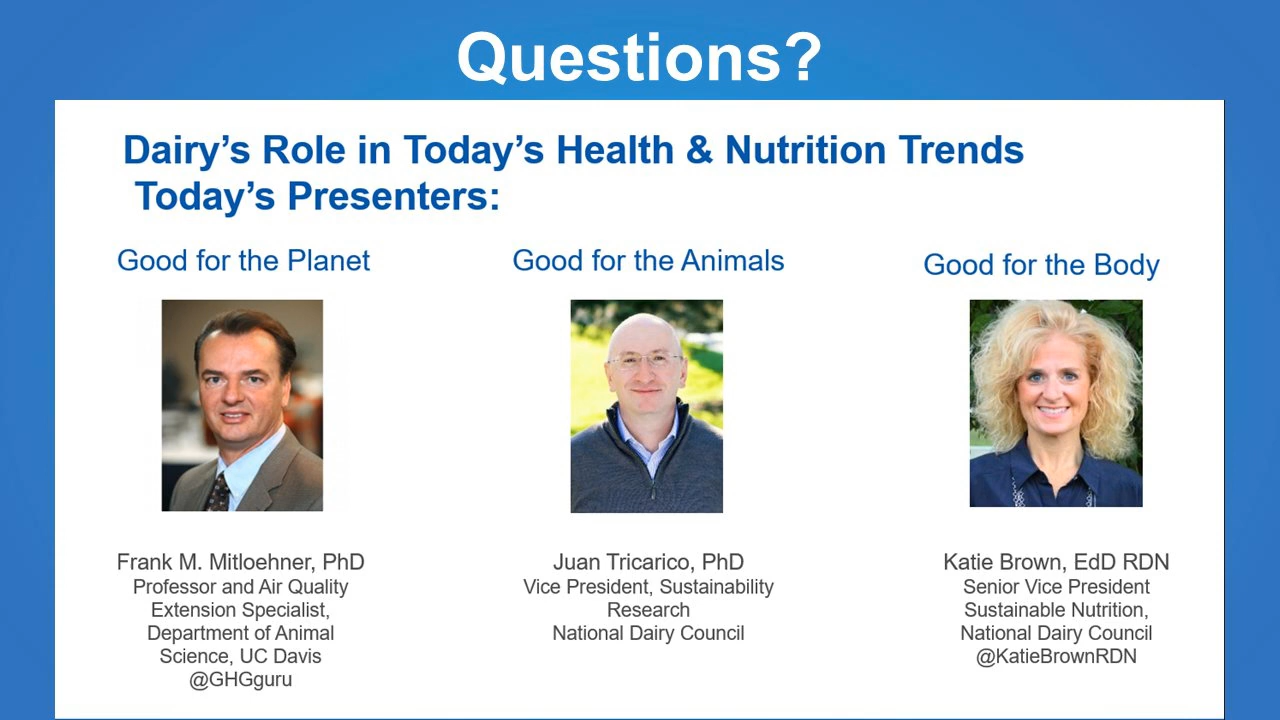 Questions?
Dairy’s Role in Today’s Health & Nutrition Trends
Today’s Presenters:
Good for the Planet
Good for the Animals
Good for the Body
Frank M. Mitloehner, PhD
Professor and Air Quality
Extension Specialist,
Department of Animal
Science, UC Davis
@GHGguru
Juan Tricarico, PhD
Vice President, Sustainability
Research
National Dairy Council
Katie Brown, EdD RDN
Senior Vice President
Sustainable Nutrition,
National Dairy Council
@KatieBrownRDN